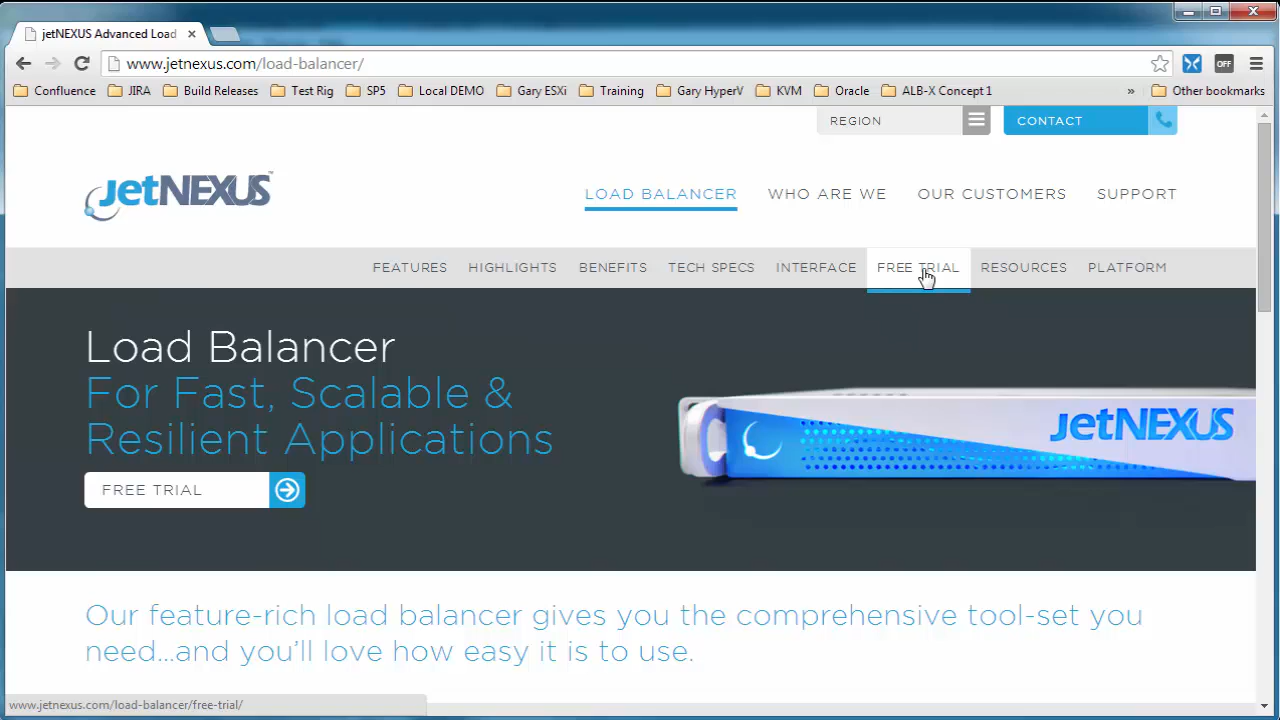 jetNEXUS Advanced Load
www.jetnexus.com/load-balancer/
OFF
Confluence JIRA Build Releases Test Rig SP5 Local DEMO Gary ESXi Training Gary HyperV KVM Oracle ALB-X Concept 1 » Other bookmarks
REGION CONTACT
jetNEXUS™
LOAD BALANCER WHO ARE WE OUR CUSTOMERS SUPPORT
FEATURES HIGHLIGHTS BENEFITS TECH SPECS INTERFACE FREE TRIAL RESOURCES PLATFORM
Load Balancer
For Fast, Scalable &
Resilient Applications
FREE TRIAL
jetNEXUS
Our feature-rich load balancer gives you the comprehensive tool-set you
need...and you'll love how easy it is to use.
www.jetnexus.com/load-balancer/free-trial/